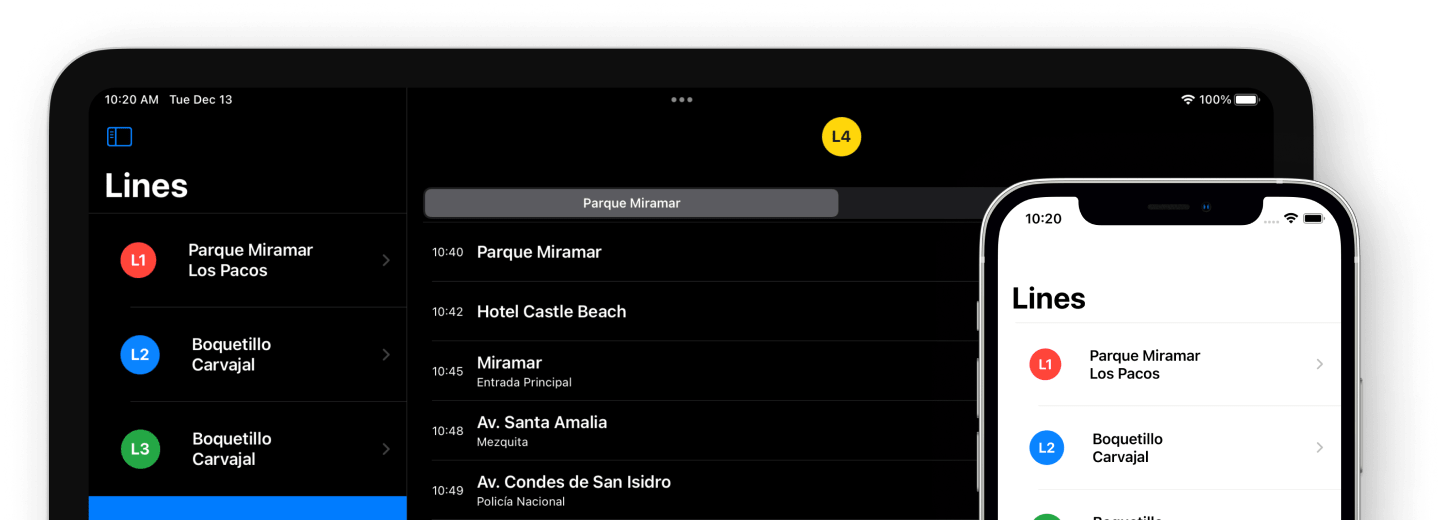 10:20 AM Tue Dec 13
100%
Lines
L1
Parque Miramar
Los Pacos
L2
Boquetillo
Carvajal
L3
Boquetillo
Carvajal
L4
Parque Miramar
10:40 Parque Miramar
10:42 Hotel Castle Beach
10:45 Miramar
Entrada Principal
10:48 Av. Santa Amalia
Mezquita
10:49 Av. Condes de San Isidro
Policía Nacional
10:20
Lines
L1
Parque Miramar
Los Pacos
L2
Boquetillo
Carvajal